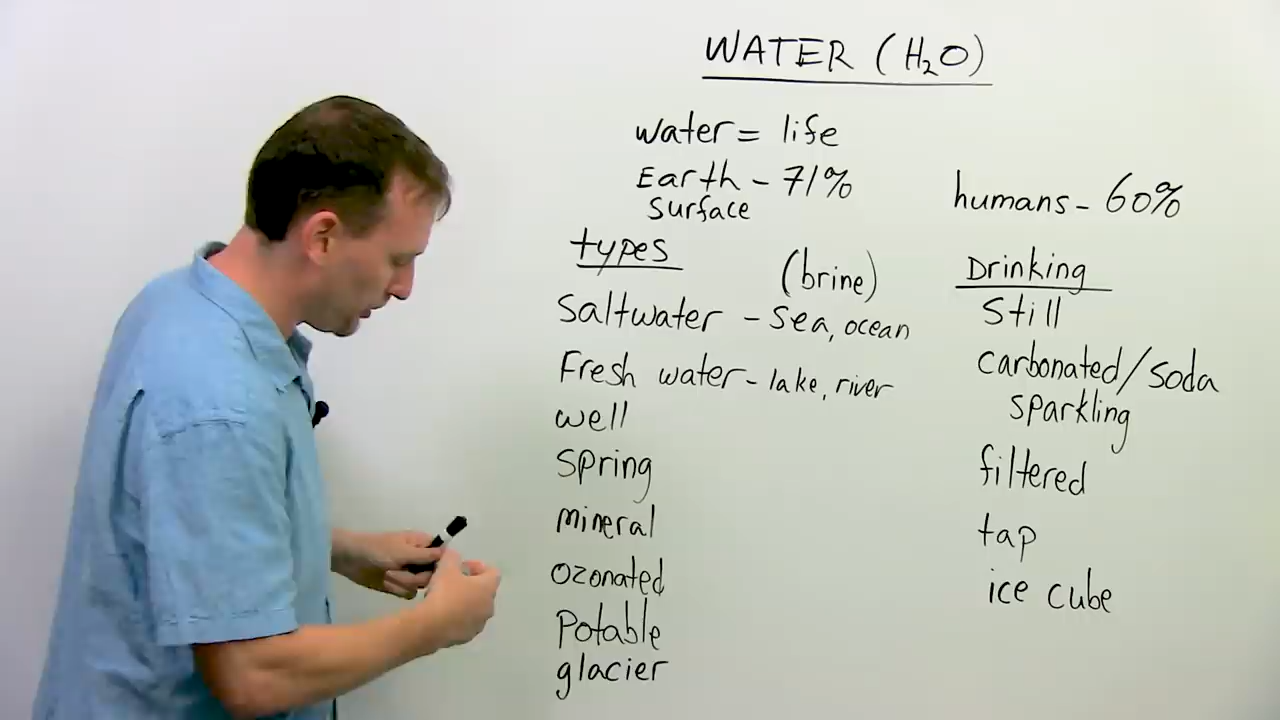 WATER (H₂O)
water = life
Earth - 71%
surface
humans - 60%
types
(brine)
Saltwater - sea, ocean
Fresh water - lake, river
well
spring
mineral
ozonated
Potable
glacier
Drinking
Still
carbonated/soda
sparkling
filtered
tap
ice cube